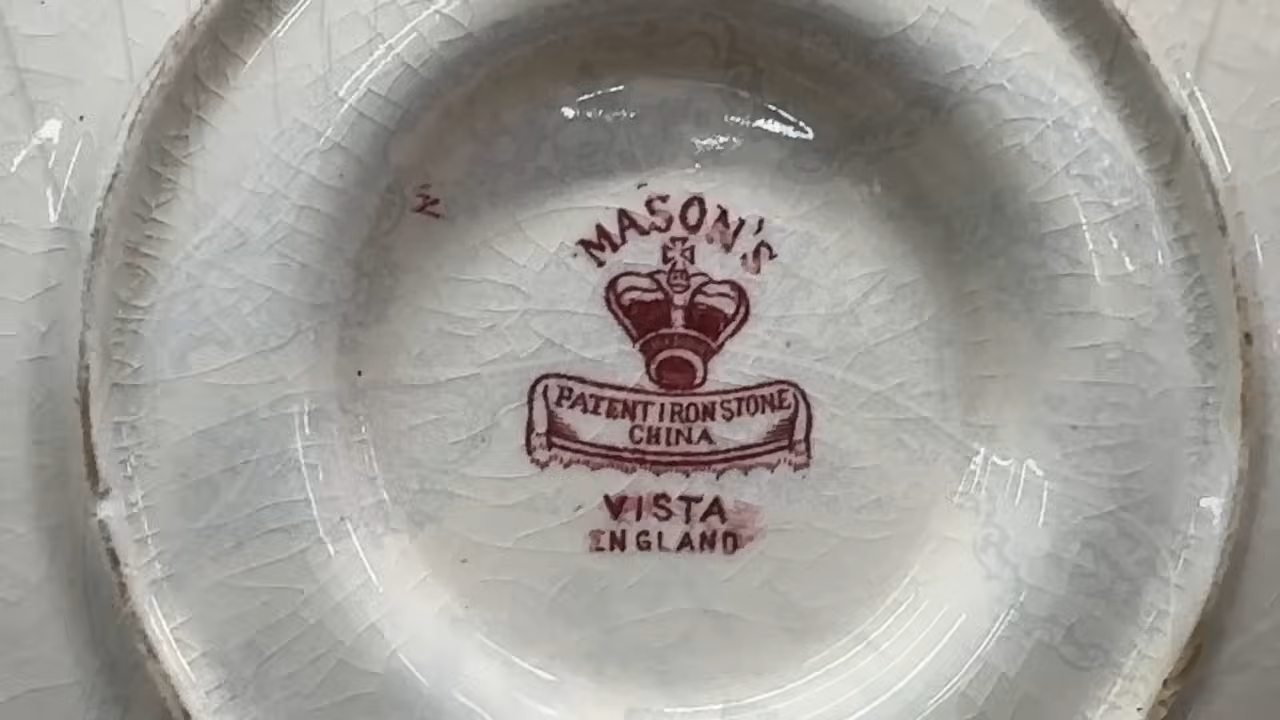 MASON'S
PATENT IRONSTONE
CHINA
VISTA
ENGLAND